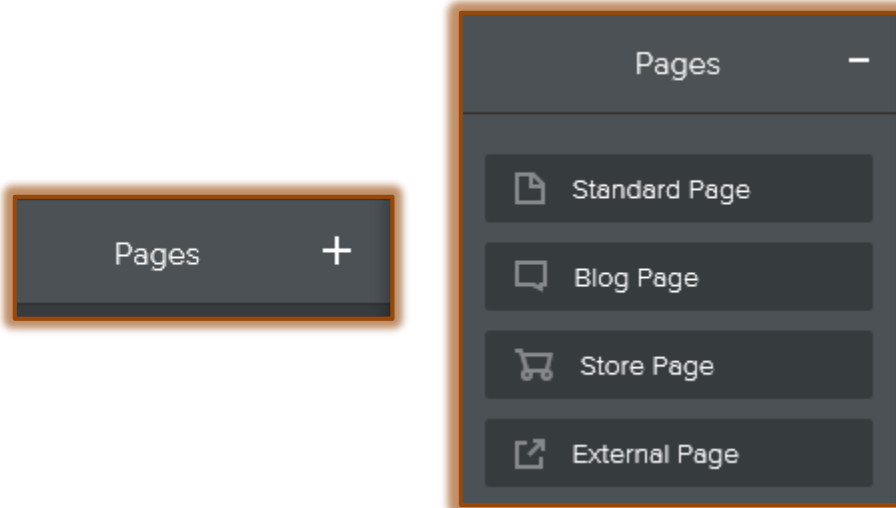 Pages +
Pages −
Standard Page
Blog Page
Store Page
External Page